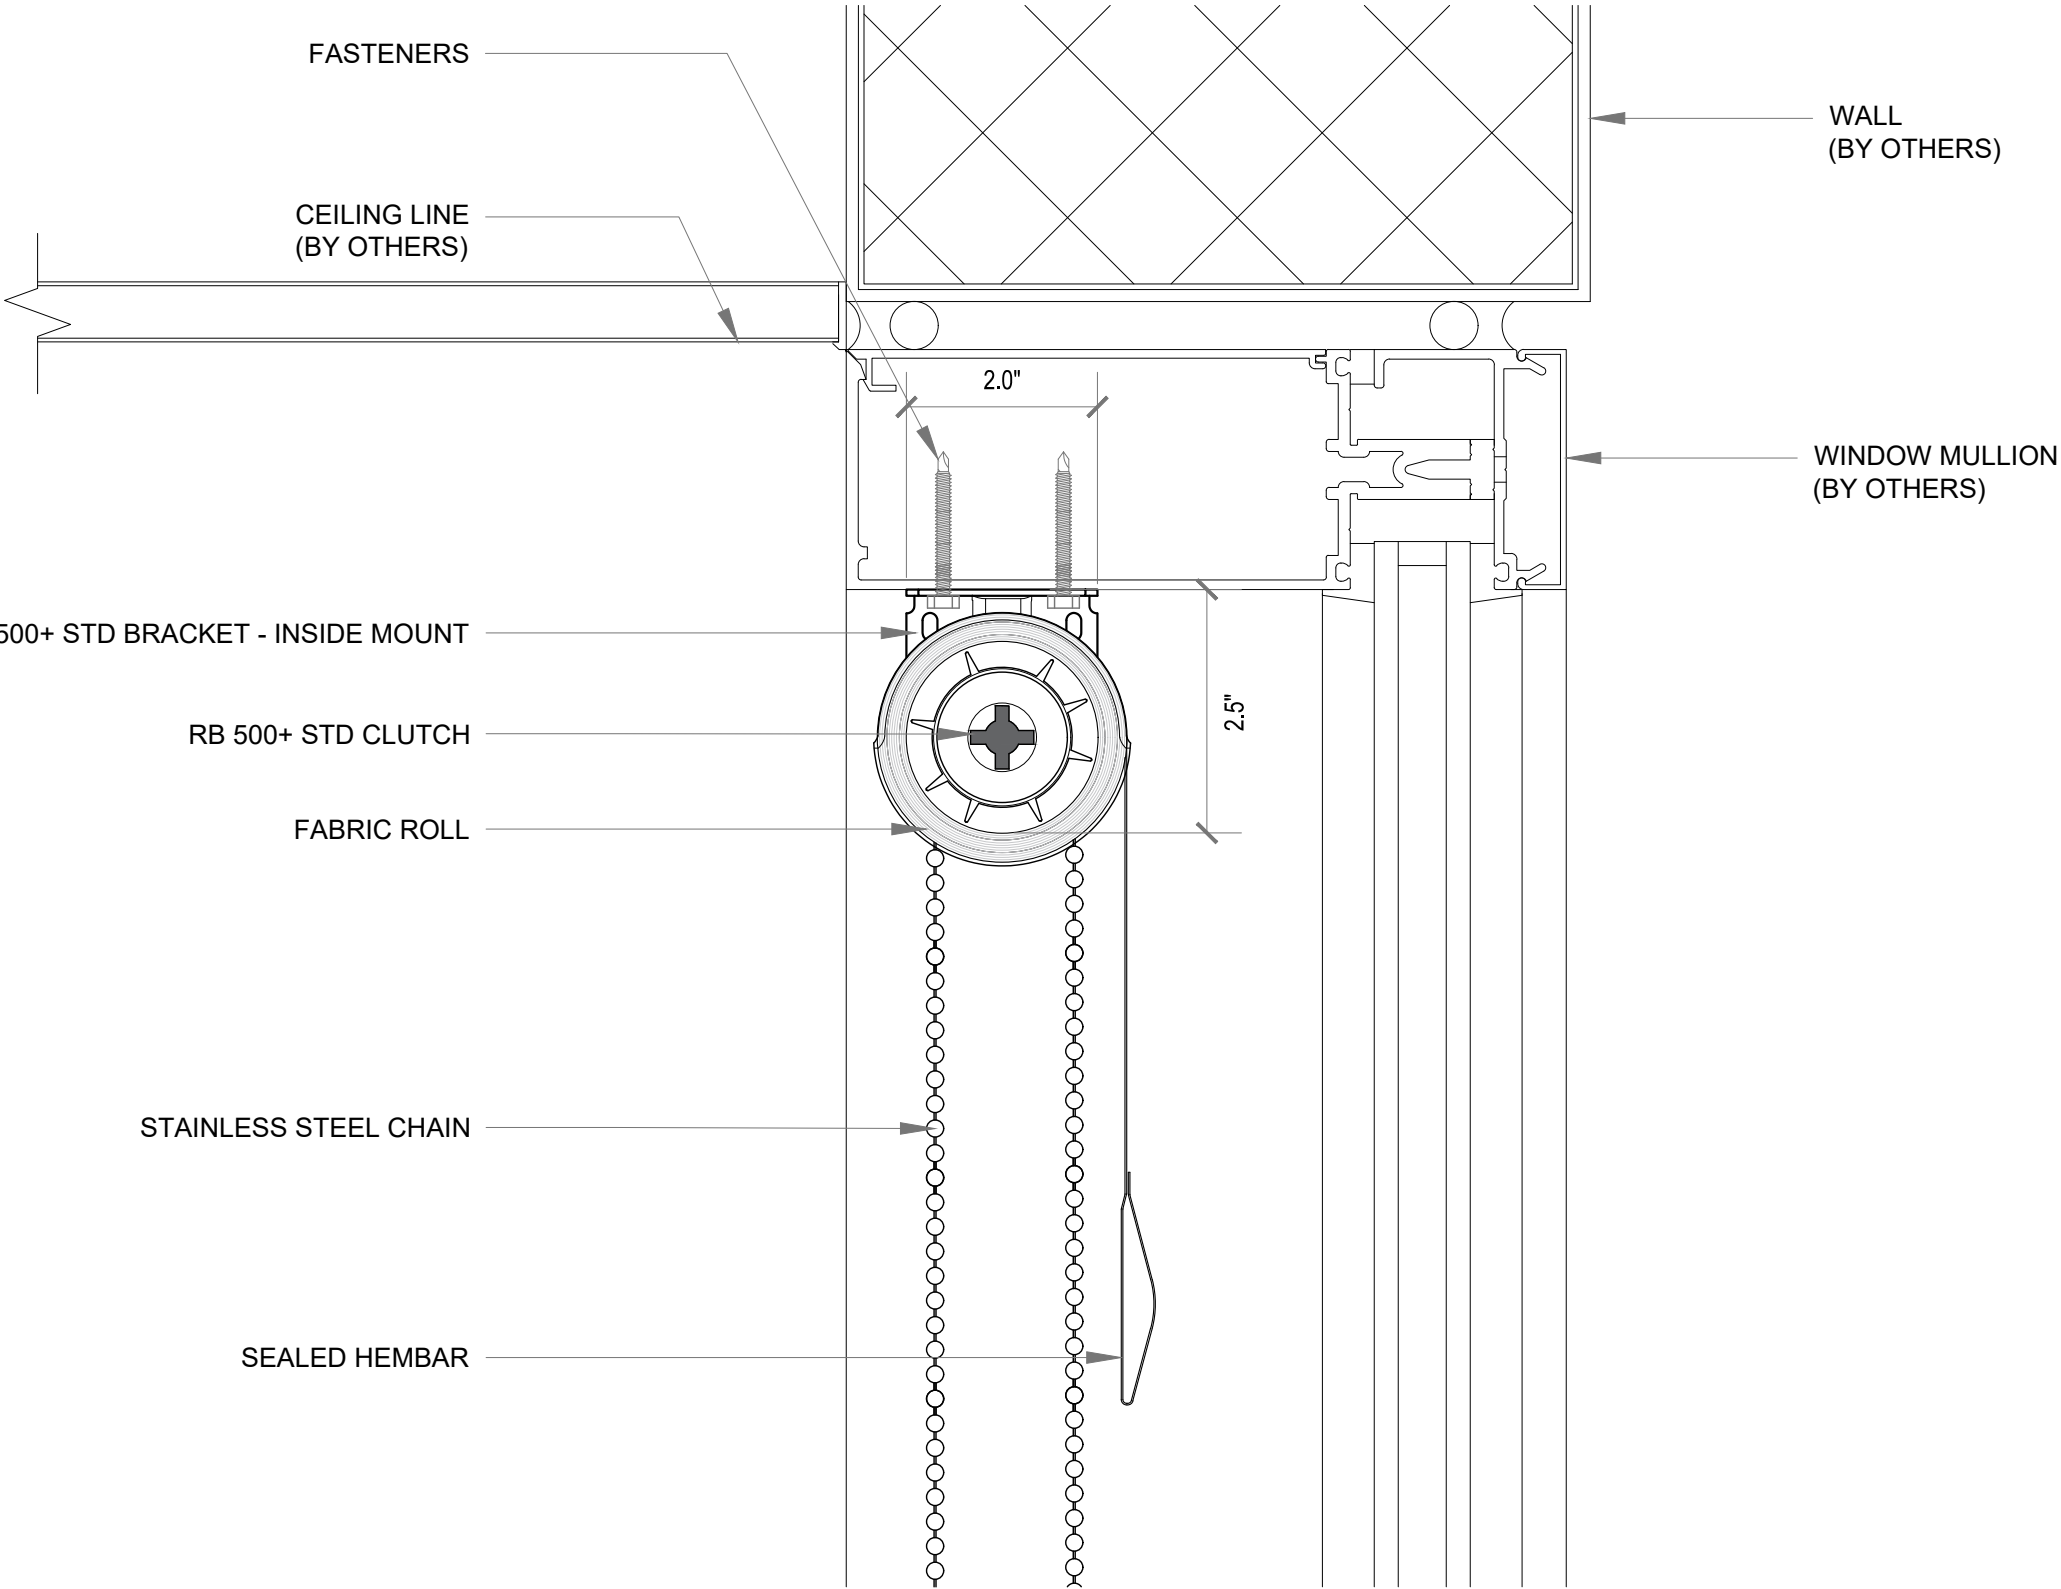 FASTENERS
WALL
(BY OTHERS)
CEILING LINE
(BY OTHERS)
2.0"
WINDOW MULLION
(BY OTHERS)
500+ STD BRACKET - INSIDE MOUNT
2.5"
RB 500+ STD CLUTCH
FABRIC ROLL
STAINLESS STEEL CHAIN
SEALED HEMBAR